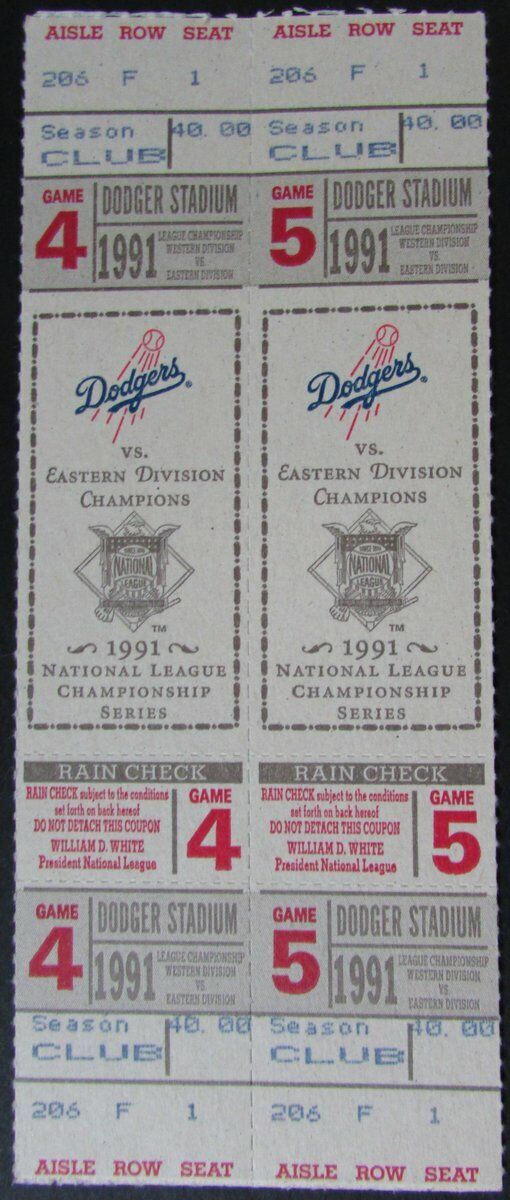 AISLE ROW SEAT
206 F 1
Season 40.00
CLUB
GAME 4
DODGER STADIUM
1991
LEAGUE CHAMPIONSHIP
WESTERN DIVISION
VS.
EASTERN DIVISION
Dodgers®
VS.
EASTERN DIVISION
CHAMPIONS
SINCE 1876
NATIONAL
LEAGUE
TM
1991
NATIONAL LEAGUE
CHAMPIONSHIP
SERIES
RAIN CHECK
RAIN CHECK subject to the conditions
set forth on back hereof
DO NOT DETACH THIS COUPON
WILLIAM D. WHITE
President National League
GAME
4
GAME
4
DODGER STADIUM
1991
LEAGUE CHAMPIONSHIP
WESTERN DIVISION
VS.
EASTERN DIVISION
Season 40.00
CLUB
206 F 1
AISLE ROW SEAT
AISLE ROW SEAT
206 F 1
Season 40.00
CLUB
GAME
5
DODGER STADIUM
1991
LEAGUE CHAMPIONSHIP
WESTERN DIVISION
VS.
EASTERN DIVISION
Dodgers®
VS.
EASTERN DIVISION
CHAMPIONS
SINCE 1876
NATIONAL
LEAGUE
TM
1991
NATIONAL LEAGUE
CHAMPIONSHIP
SERIES
RAIN CHECK
RAIN CHECK subject to the conditions
set forth on back hereof
DO NOT DETACH THIS COUPON
WILLIAM D. WHITE
President National League
GAME
5
GAME
5
DODGER STADIUM
1991
LEAGUE CHAMPIONSHIP
WESTERN DIVISION
VS.
EASTERN DIVISION
Season 40.00
CLUB
206 F 1
AISLE ROW SEAT